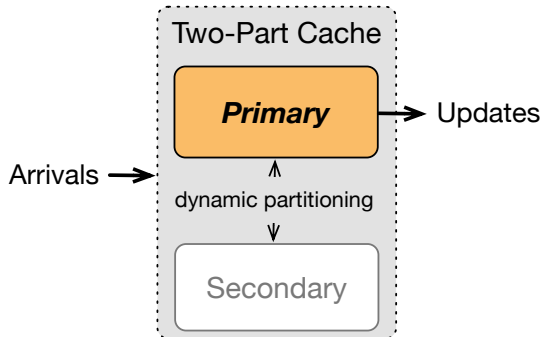 Two-Part Cache
Primary
Updates
Arrivals
dynamic partitioning
Secondary